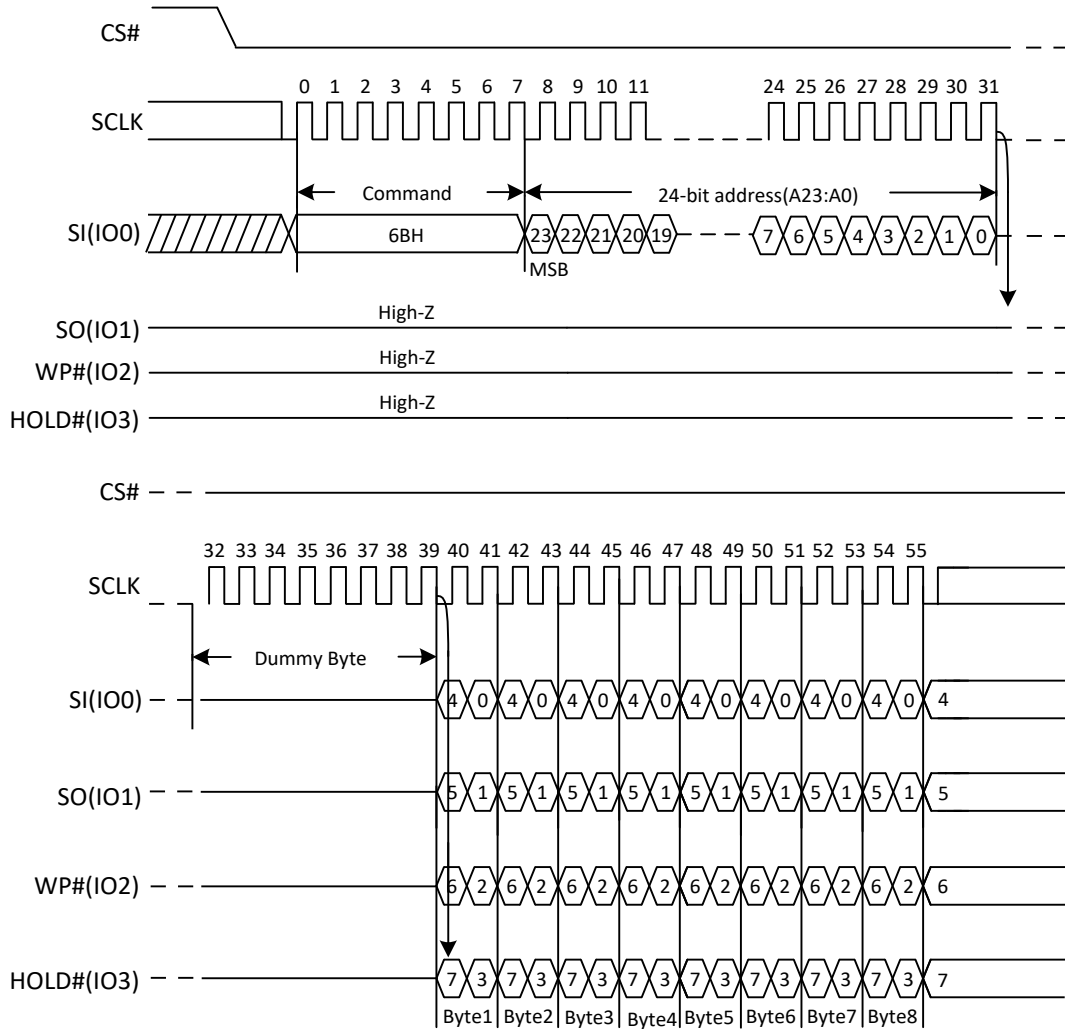 CS#
0 1 2 3 4 5 6 7 8 9 10 11 24 25 26 27 28 29 30 31
SCLK
Command 24-bit address(A23:A0)
SI(IO0) 6BH 23 22 21 20 19 7 6 5 4 3 2 1 0
MSB
High-Z
SO(IO1)
High-Z
WP#(IO2)
High-Z
HOLD#(IO3)
CS#
32 33 34 35 36 37 38 39 40 41 42 43 44 45 46 47 48 49 50 51 52 53 54 55
SCLK
Dummy Byte
SI(IO0) 4 0 4 0 4 0 4 0 4 0 4 0 4 0 4 0 4
SO(IO1) 5 1 5 1 5 1 5 1 5 1 5 1 5 1 5 1 5
WP#(IO2) 6 2 6 2 6 2 6 2 6 2 6 2 6 2 6 2 6
HOLD#(IO3) 7 3 7 3 7 3 7 3 7 3 7 3 7 3 7 3 7
Byte1 Byte2 Byte3 Byte4 Byte5 Byte6 Byte7 Byte8